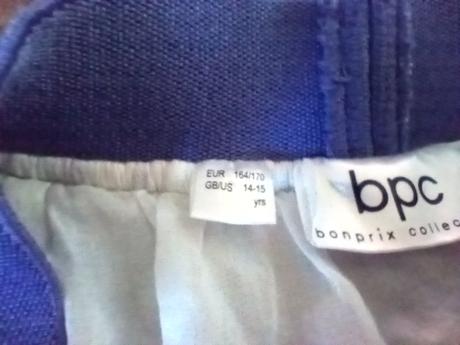 EUR 164/170
GB/US 14-15
yrs
bpc
bonprix collec